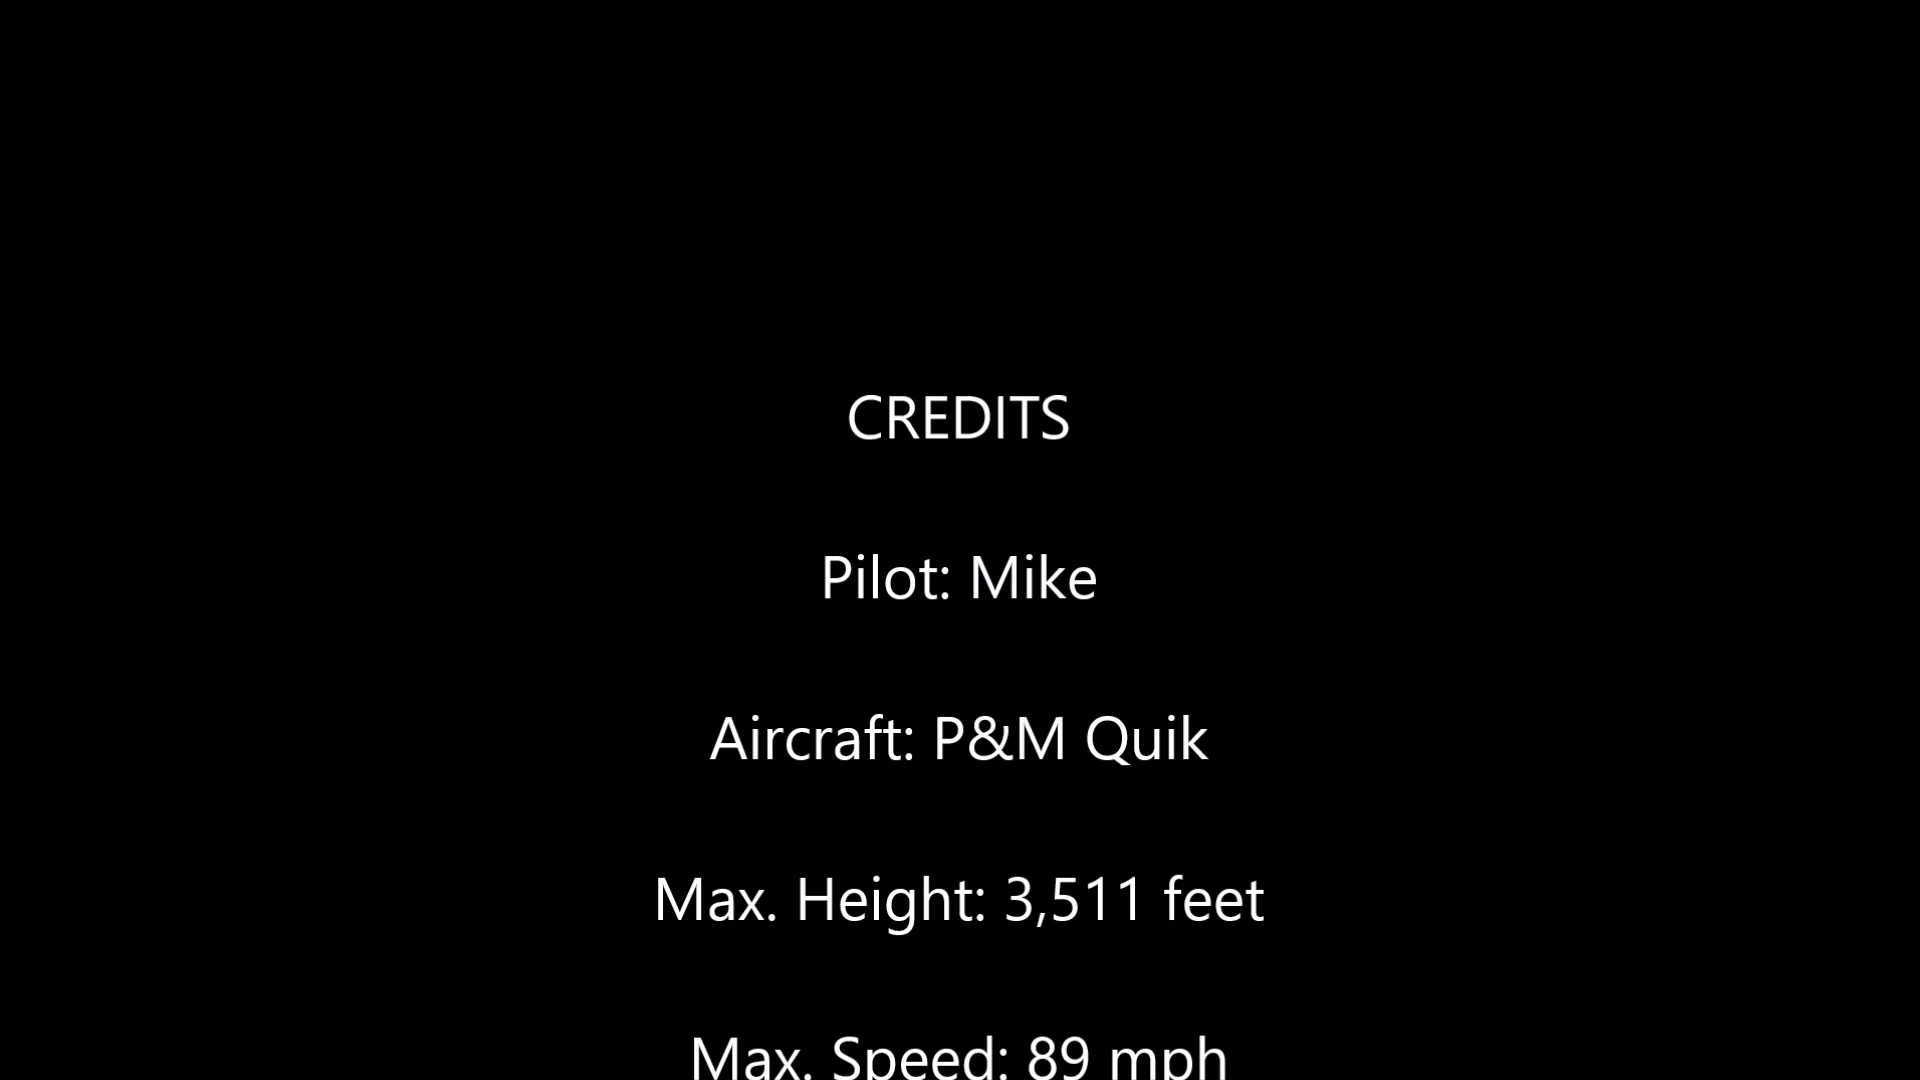 CREDITS
Pilot: Mike
Aircraft: P&M Quik
Max. Height: 3,511 feet
Max. Speed: 89 mph